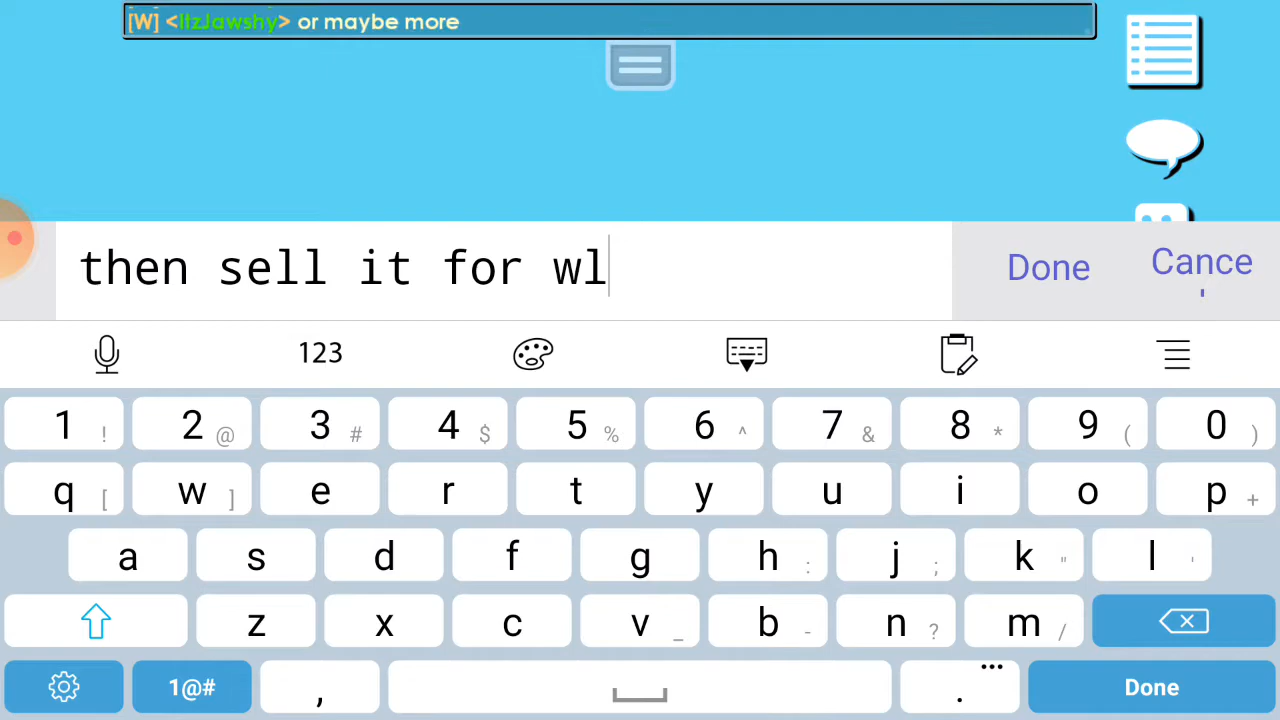 [W] <ItzJawshy> or maybe more
then sell it for wl
Done
Cance
l
123
1 ! 2 @ 3 # 4 $ 5 % 6 ^ 7 & 8 * 9 ( 0 )
q [ w ] e r t y u i o p +
a s d f g h : j ; k " l '
z x c v _ b - n ? m /
1@# , . ... Done